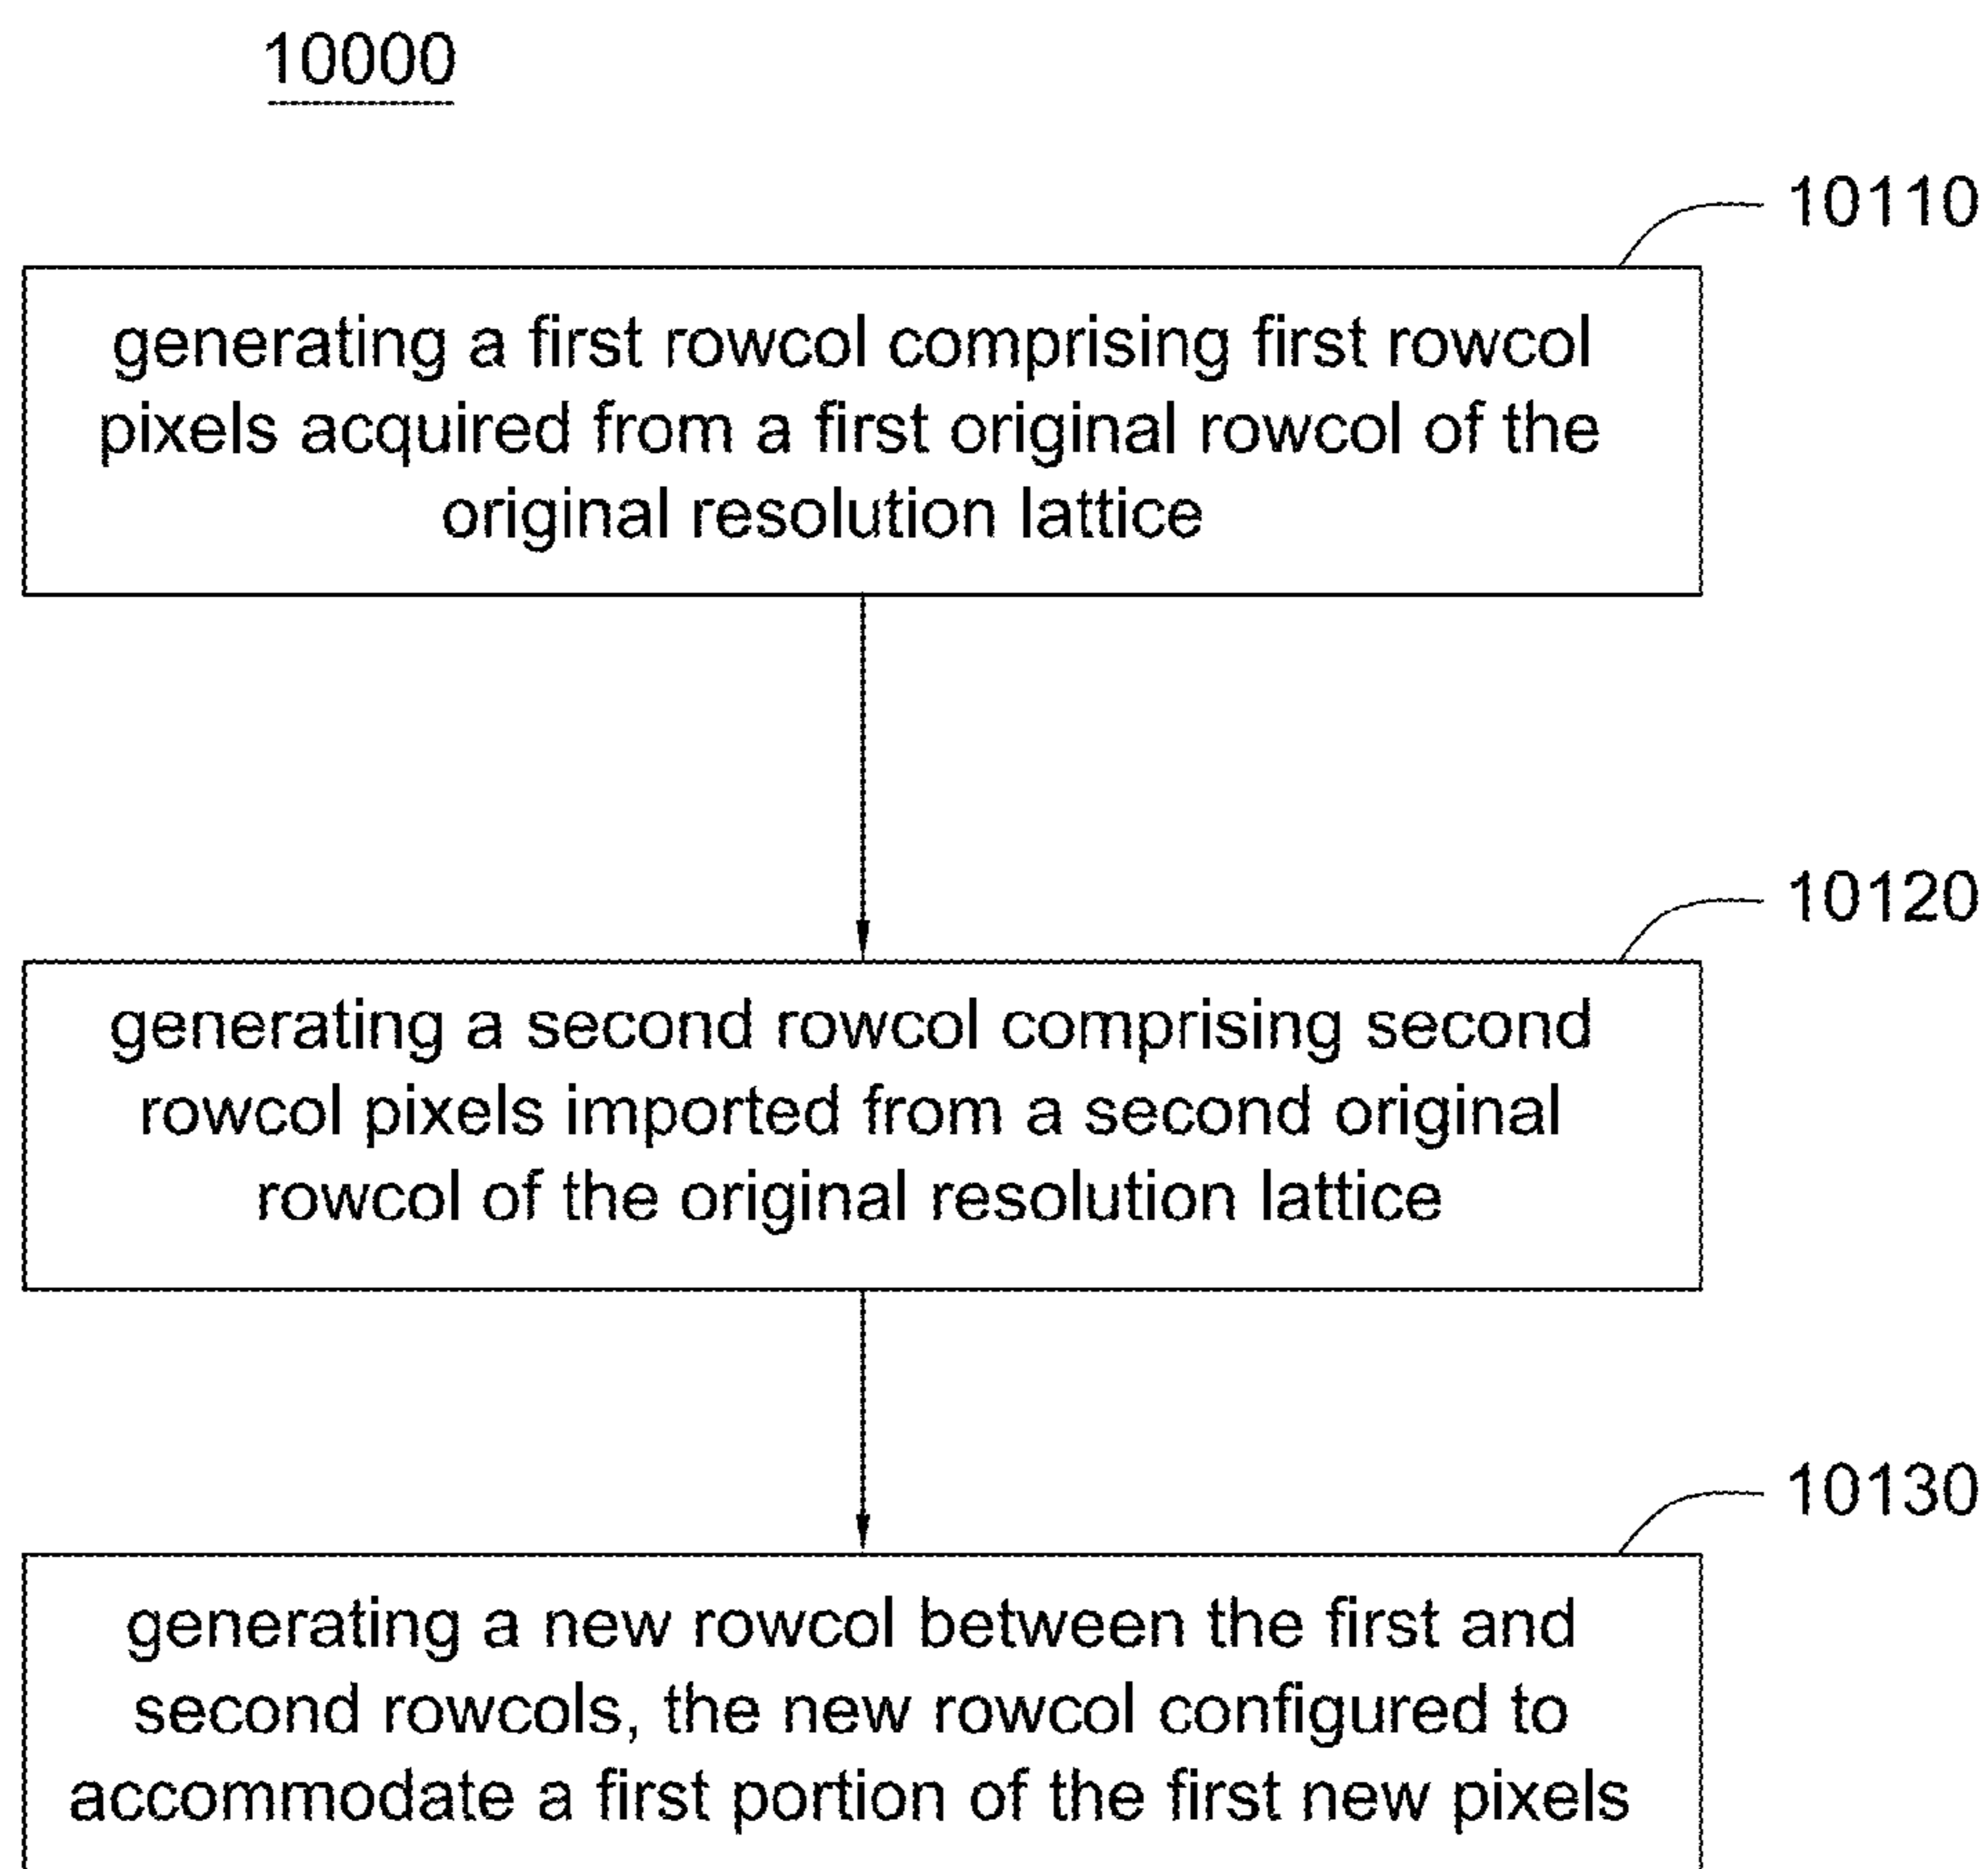 10000
10110
generating a first rowcol comprising first rowcol
pixels acquired from a first original rowcol of the
original resolution lattice
10120
generating a second rowcol comprising second
rowcol pixels imported from a second original
rowcol of the original resolution lattice
10130
generating a new rowcol between the first and
second rowcols, the new rowcol configured to
accommodate a first portion of the first new pixels